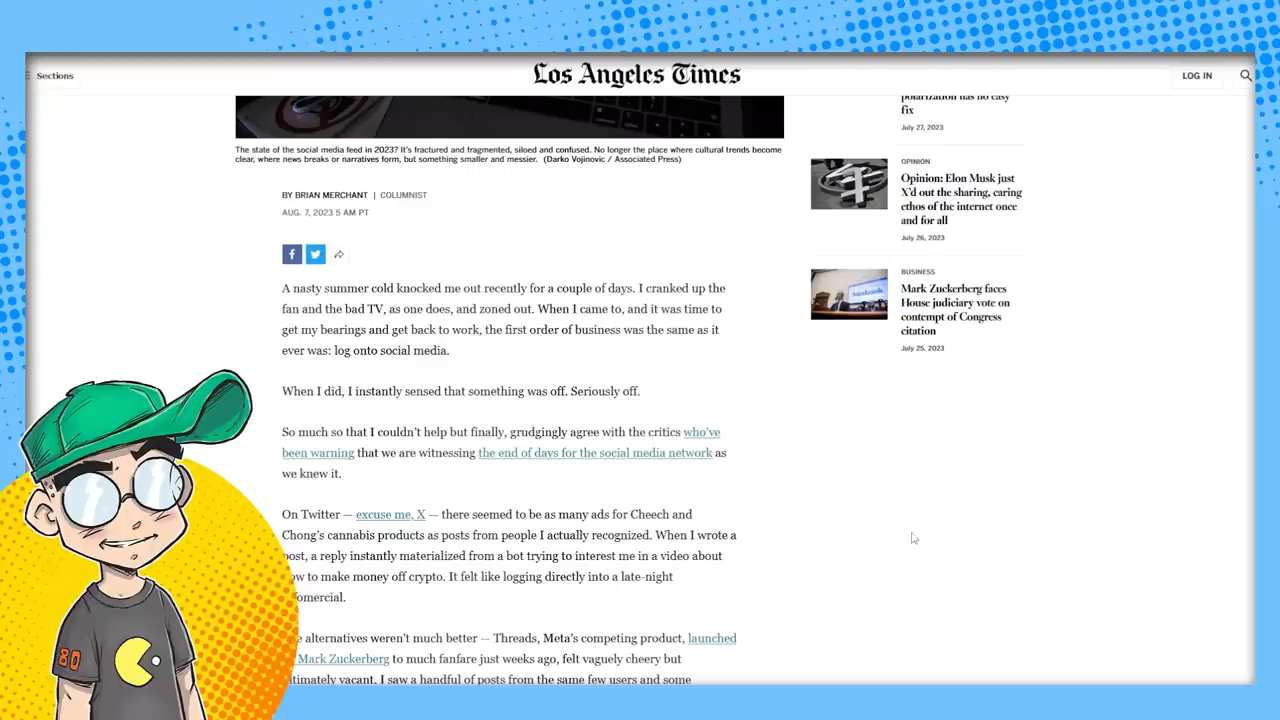 Sections
Los Angeles Times
LOG IN
The state of the social media feed in 2023? It's fractured and fragmented, siloed and confused. No longer the place where cultural trends become
clear, where news breaks or narratives form, but something smaller and messier. (Darko Vojinovic / Associated Press)
BY BRIAN MERCHANT | COLUMNIST
AUG. 7, 2023 5 AM PT
A nasty summer cold knocked me out recently for a couple of days. I cranked up the
fan and the bad TV, as one does, and zoned out. When I came to, and it was time to
get my bearings and get back to work, the first order of business was the same as it
ever was: log onto social media.
When I did, I instantly sensed that something was off. Seriously off.
So much so that I couldn't help but finally, grudgingly agree with the critics who've
been warning that we are witnessing the end of days for the social media network as
we knew it.
On Twitter — excuse me, X — there seemed to be as many ads for Cheech and
Chong's cannabis products as posts from people I actually recognized. When I wrote a
post, a reply instantly materialized from a bot trying to interest me in a video about
how to make money off crypto. It felt like logging directly into a late-night
infomercial.
alternatives weren't much better — Threads, Meta's competing product, launched
Mark Zuckerberg to much fanfare just weeks ago, felt vaguely cheery but
ultimately vacant. I saw a handful of posts from the same few users and some
polarization has no easy
fix
July 27, 2023
OPINION
Opinion: Elon Musk just
X'd out the sharing, caring
ethos of the internet once
and for all
July 26, 2023
BUSINESS
Mark Zuckerberg faces
House judiciary vote on
contempt of Congress
citation
July 25, 2023
80